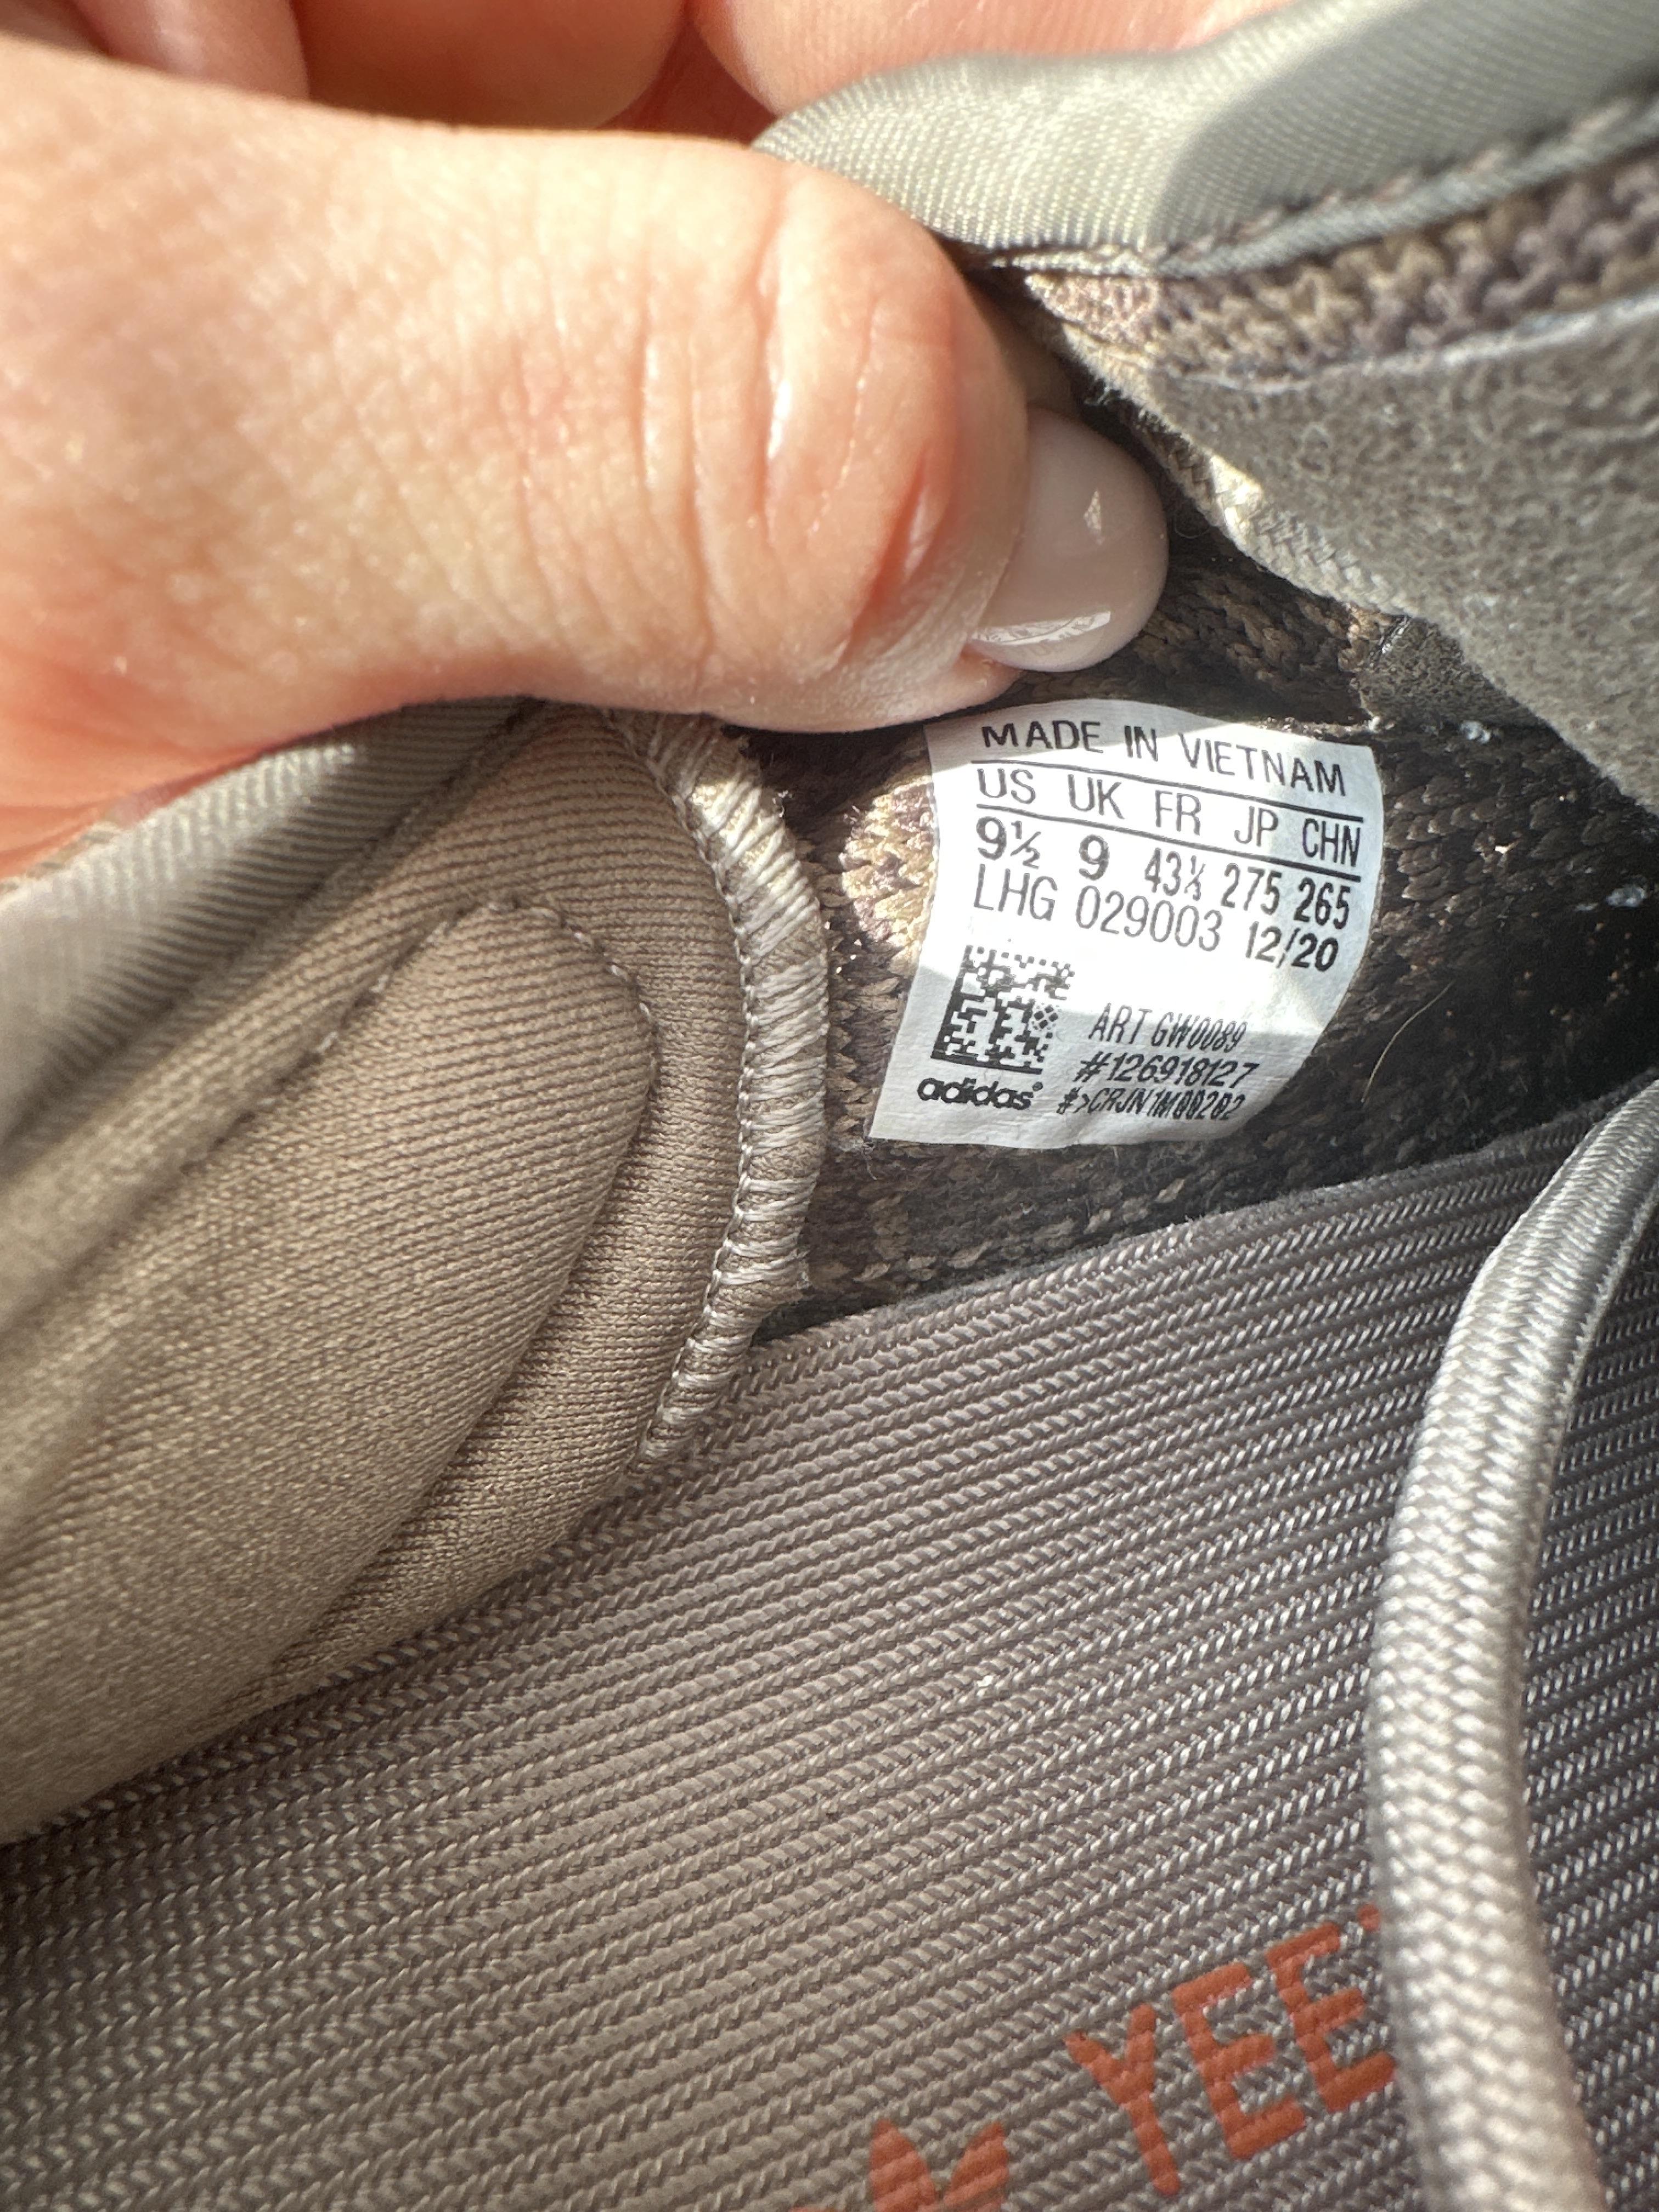 MADE IN VIETNAM
US UK FR JP CHN
9½ 9 43⅓ 275 265
LHG 029003 12/20
ART GW0089
#126918127
adidas®
YEE